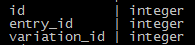 id | integer
entry_id | integer
variation_id | integer